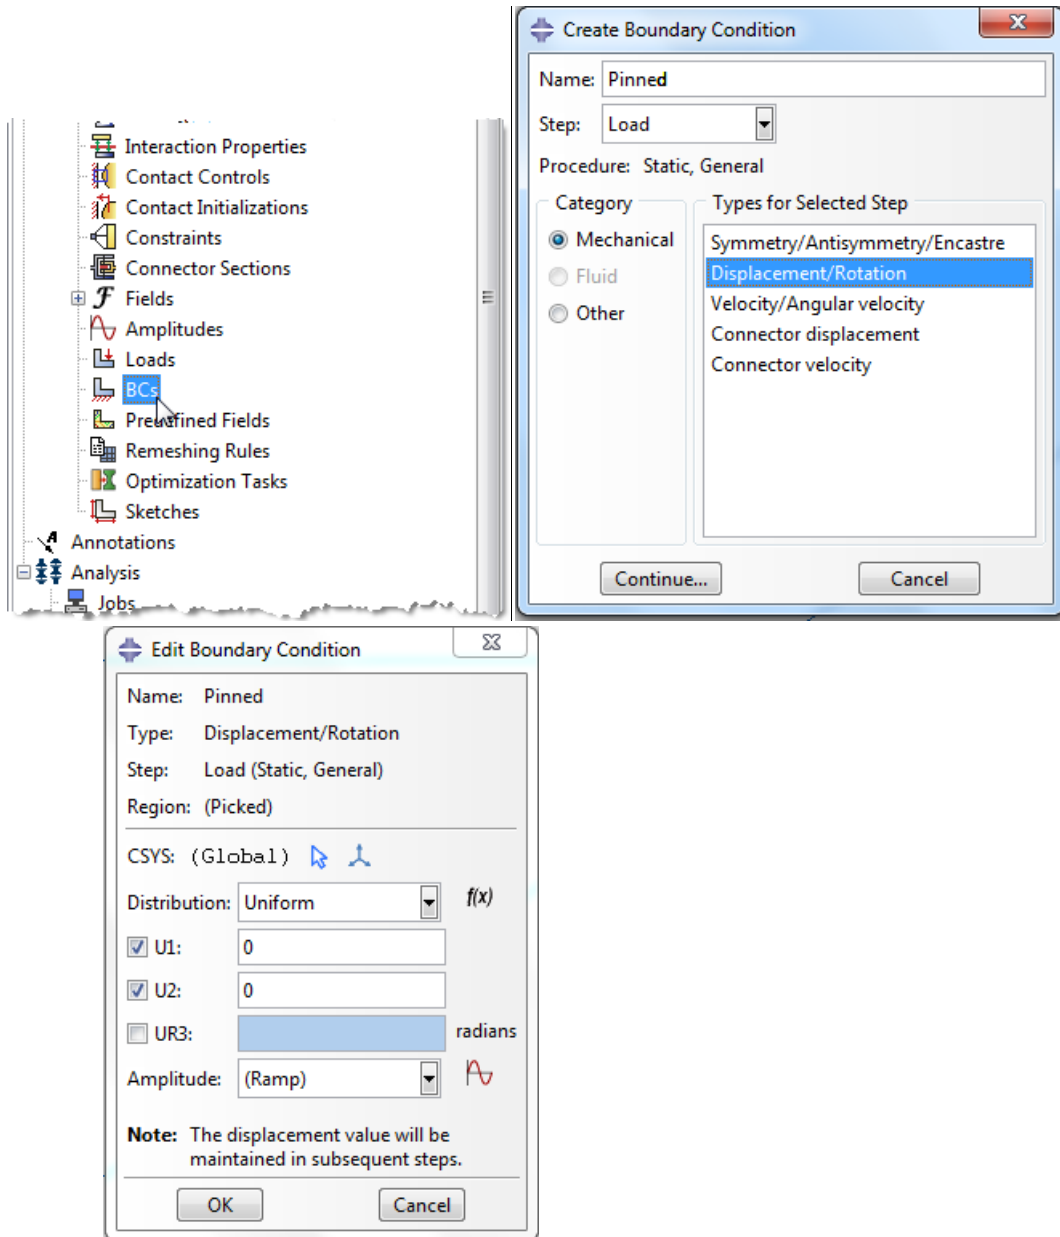 Interaction Properties
Contact Controls
Contact Initializations
Constraints
Connector Sections
Fields
Amplitudes
Loads
BCs
Predefined Fields
Remeshing Rules
Optimization Tasks
Sketches
Annotations
Analysis
Jobs
Create Boundary Condition
Name: Pinned
Step: Load
Procedure: Static, General
Category
Mechanical
Fluid
Other
Types for Selected Step
Symmetry/Antisymmetry/Encastre
Displacement/Rotation
Velocity/Angular velocity
Connector displacement
Connector velocity
Continue...
Cancel
Edit Boundary Condition
Name: Pinned
Type: Displacement/Rotation
Step: Load (Static, General)
Region: (Picked)
CSYS: (Global)
Distribution: Uniform f(x)
U1: 0
U2: 0
UR3: radians
Amplitude: (Ramp)
Note: The displacement value will be
maintained in subsequent steps.
OK Cancel